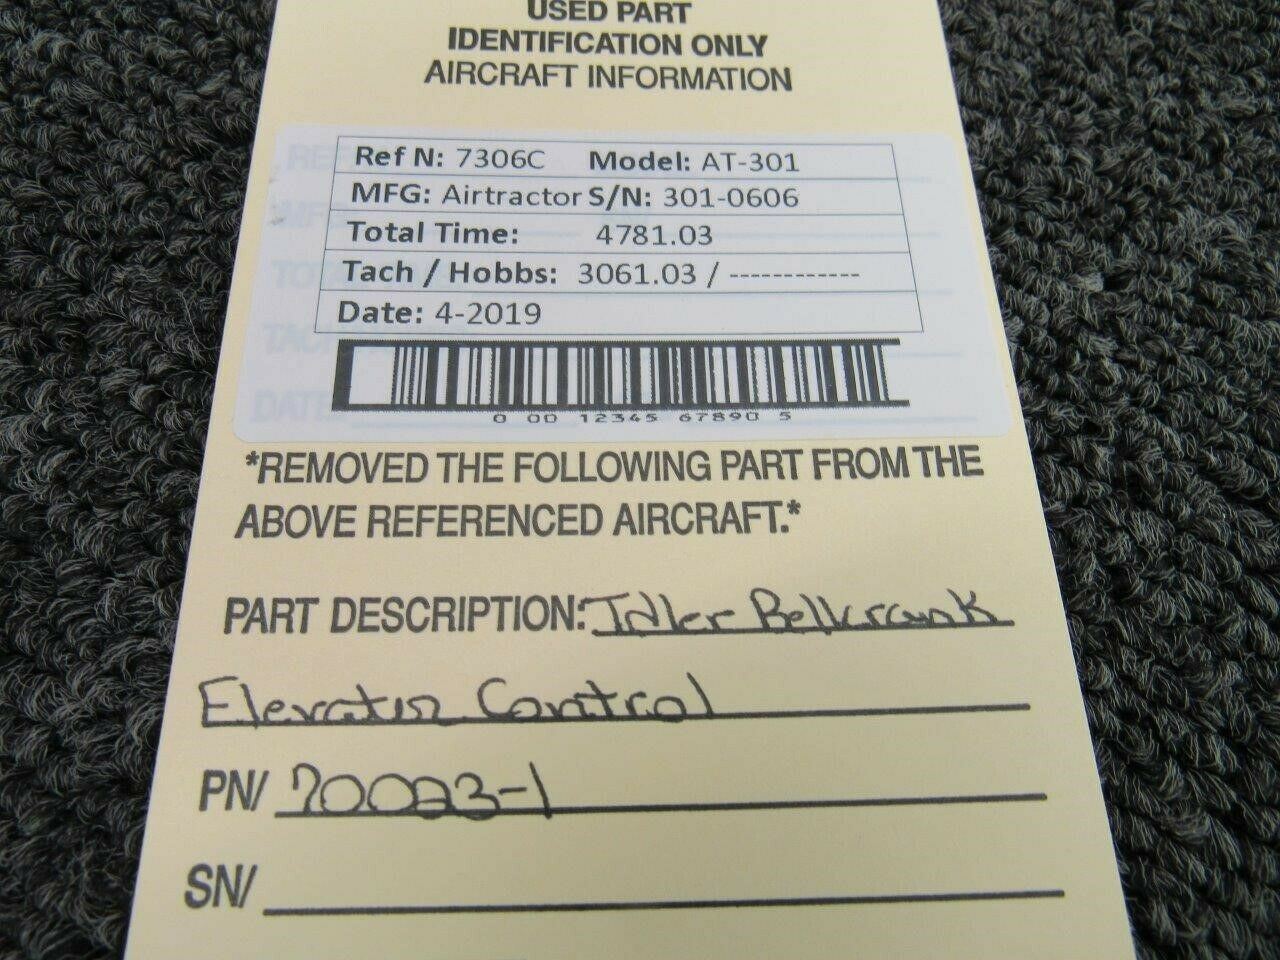 USED PART
IDENTIFICATION ONLY
AIRCRAFT INFORMATION
Ref N: 7306C Model: AT-301
MFG: Airtractor S/N: 301-0606
Total Time: 4781.03
Tach / Hobbs: 3061.03 / ------------
Date: 4-2019
0 00 12345 67890 5
*REMOVED THE FOLLOWING PART FROM THE
ABOVE REFERENCED AIRCRAFT.*
PART DESCRIPTION: Idler Bellcrank
Elevator Control
PN/ 70023-1
SN/